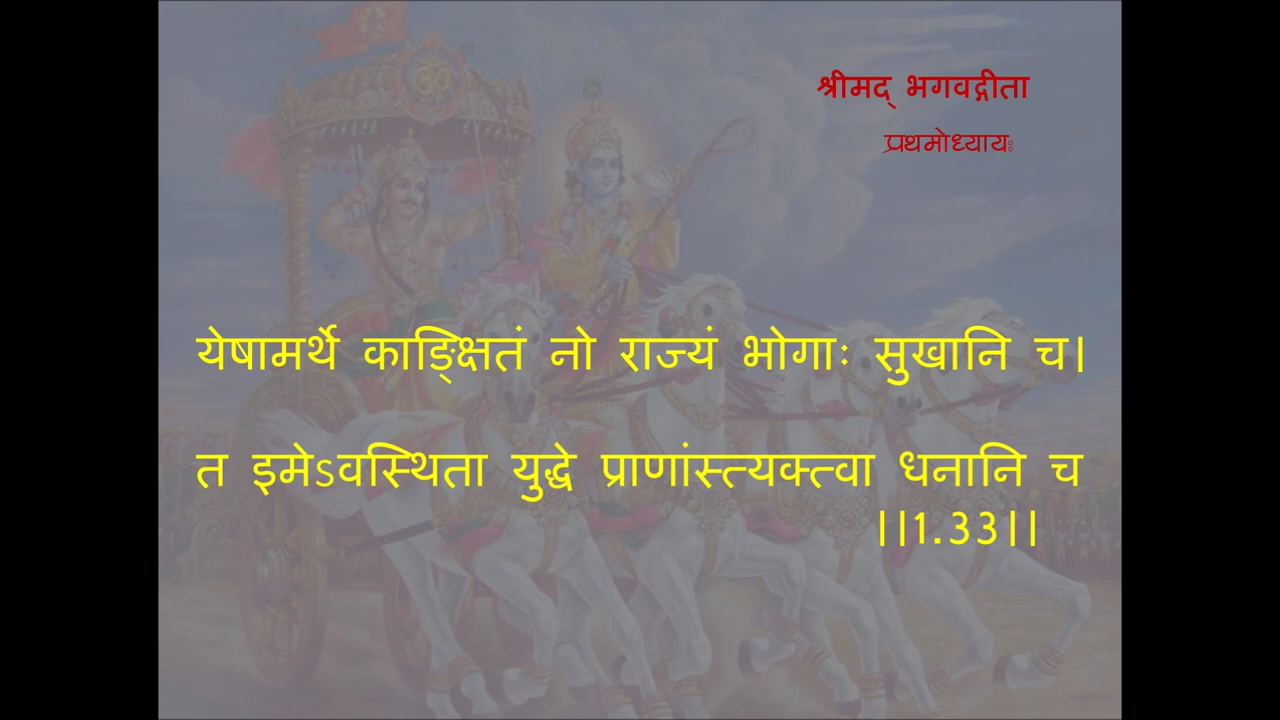 श्रीमद् भगवद्गीता
प्रथमोध्यायः
येषामर्थे काङ्क्षितं नो राज्यं भोगाः सुखानि च।
त इमेऽवस्थिता युद्धे प्राणांस्त्यक्त्वा धनानि च
||1.33||